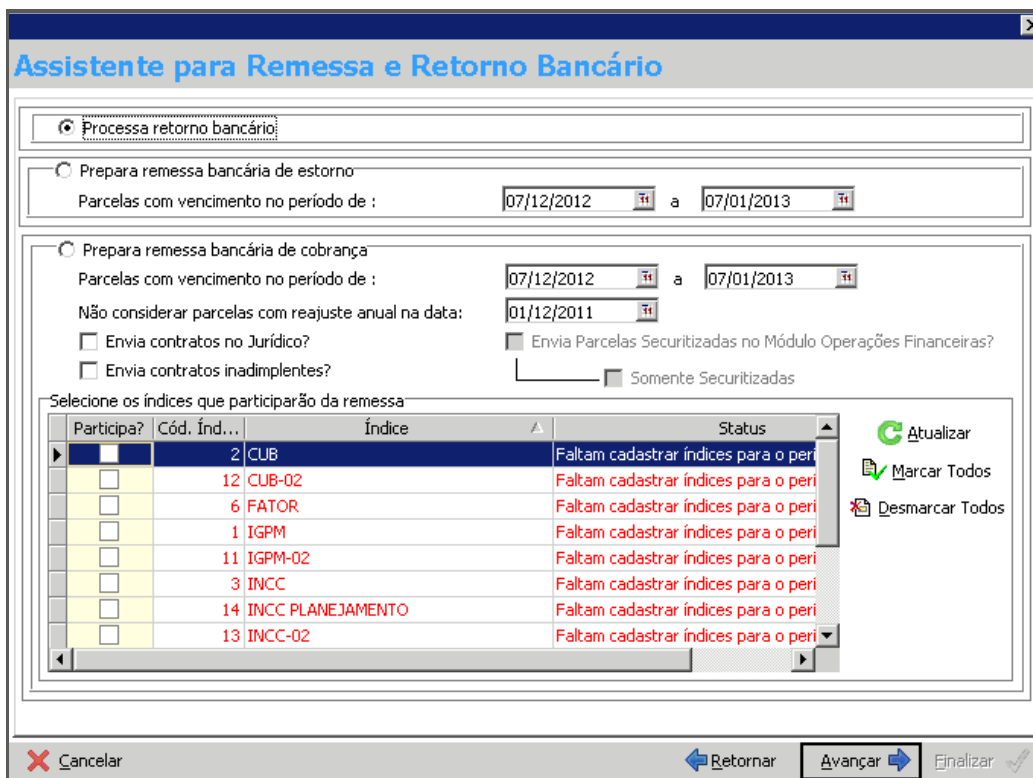 Assistente para Remessa e Retorno Bancário
Processa retorno bancário
Prepara remessa bancária de estorno
Parcelas com vencimento no período de : 07/12/2012 a 07/01/2013
Prepara remessa bancária de cobrança
Parcelas com vencimento no período de : 07/12/2012 a 07/01/2013
Não considerar parcelas com reajuste anual na data: 01/12/2011
Envia contratos no Jurídico? Envia Parcelas Securitizadas no Módulo Operações Financeiras?
Envia contratos inadimplentes? Somente Securitizadas
Selecione os índices que participarão da remessa
Participa? Cód. Índ... Índice Status
2 CUB Faltam cadastrar índices para o peri
12 CUB-02 Faltam cadastrar índices para o peri
6 FATOR Faltam cadastrar índices para o peri
1 IGPM Faltam cadastrar índices para o peri
11 IGPM-02 Faltam cadastrar índices para o peri
3 INCC Faltam cadastrar índices para o peri
14 INCC PLANEJAMENTO Faltam cadastrar índices para o peri
13 INCC-02 Faltam cadastrar índices para o peri
Atualizar
Marcar Todos
Desmarcar Todos
Cancelar Retornar Avançar Finalizar